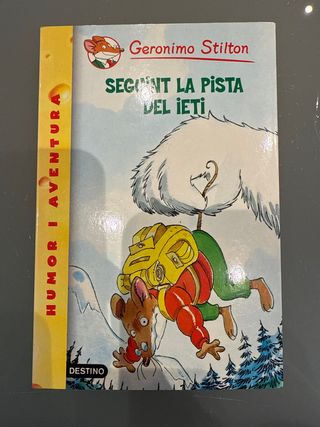 Geronimo Stilton
SEGUINT LA PISTA
DEL IETI
HUMOR I AVENTURA
DESTINO